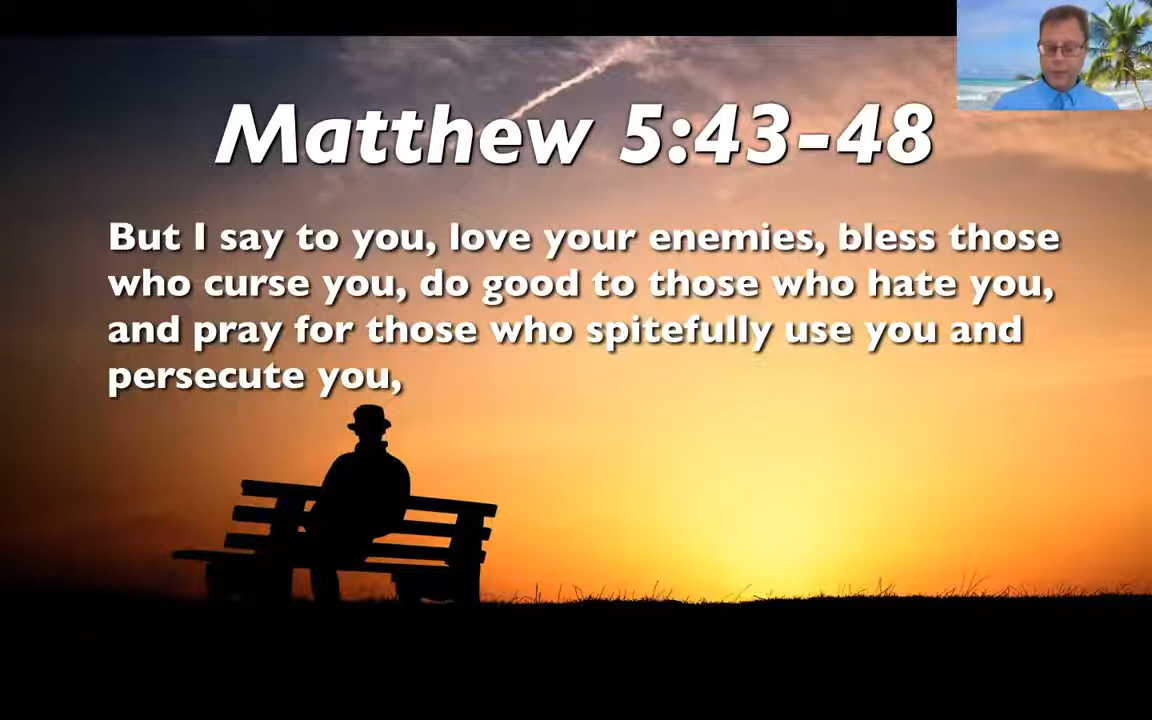 Matthew 5:43-48
But I say to you, love your enemies, bless those
who curse you, do good to those who hate you,
and pray for those who spitefully use you and
persecute you,